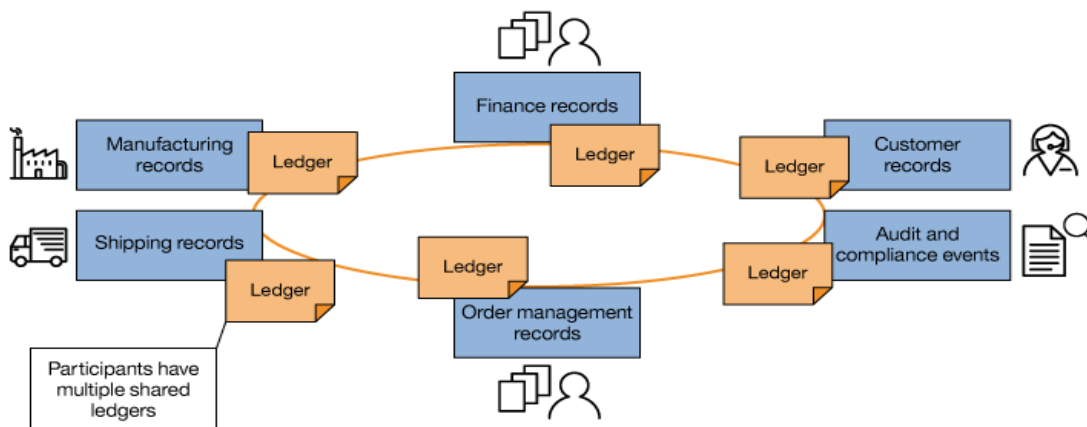 Finance records
Manufacturing
records
Ledger
Ledger
Ledger
Customer
records
Shipping records
Ledger
Ledger
Ledger
Audit and
compliance events
Order management
records
Participants have
multiple shared
ledgers